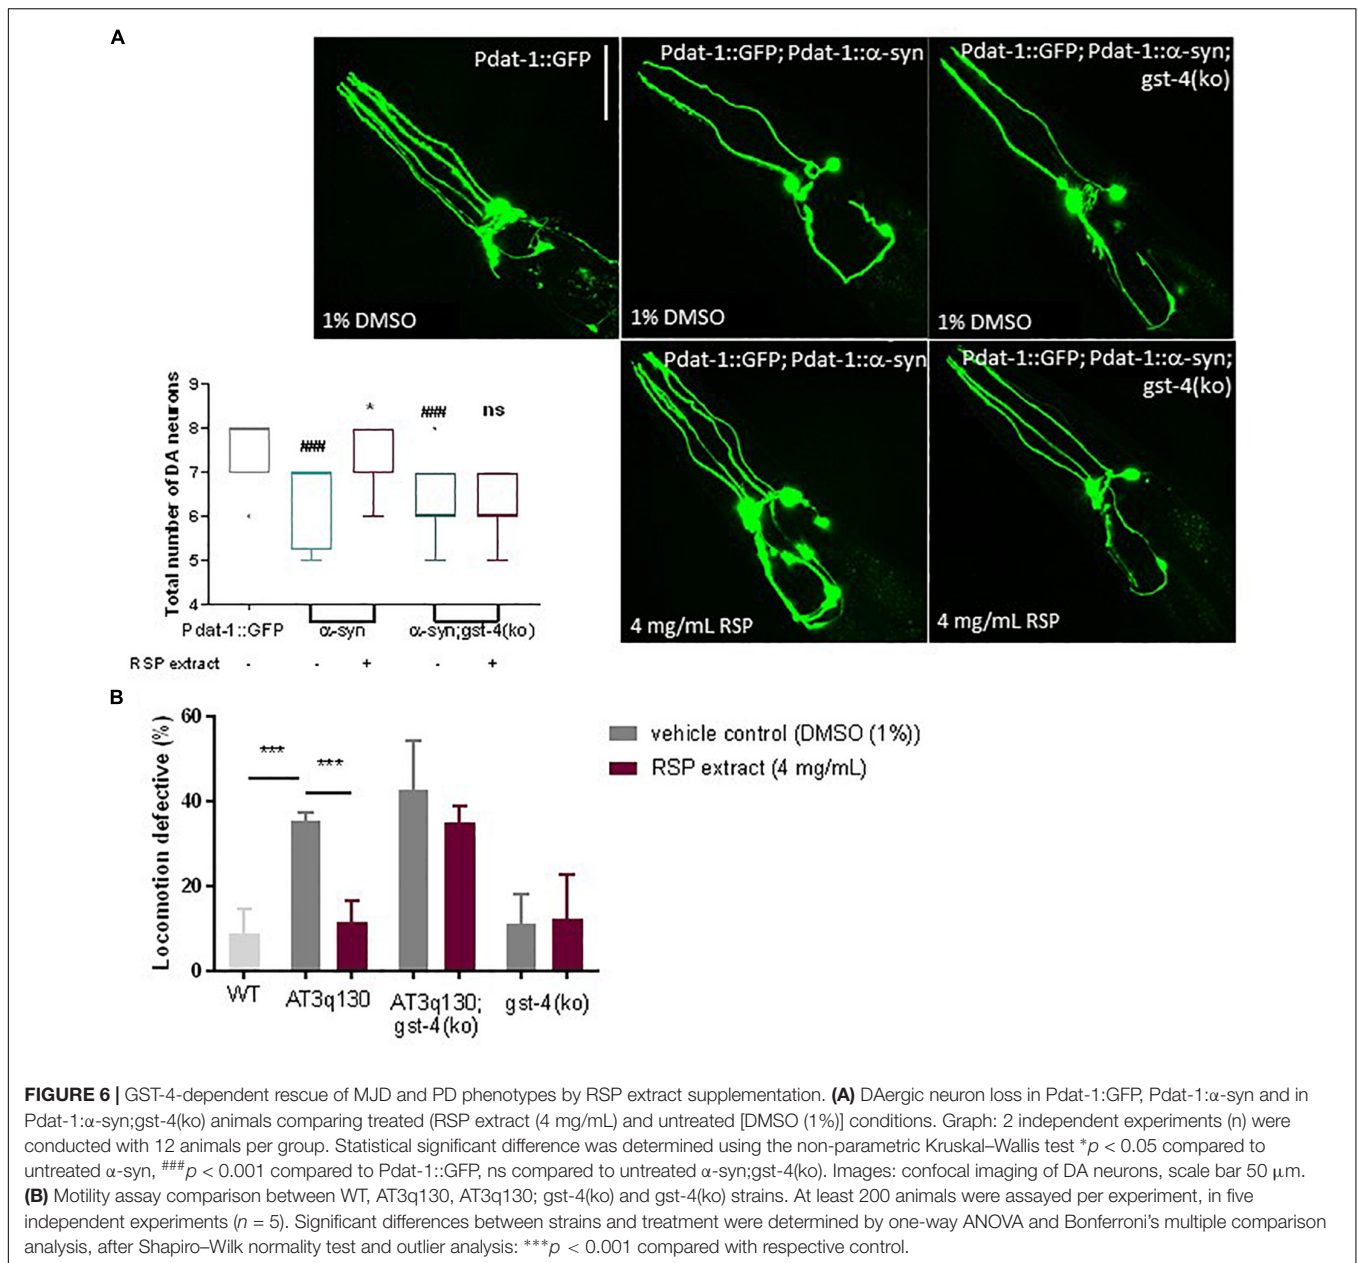 A
Pdat-1::GFP
1% DMSO
Pdat-1::GFP; Pdat-1::α-syn
1% DMSO
Pdat-1::GFP; Pdat-1::α-syn;
gst-4(ko)
1% DMSO
Pdat-1::GFP; Pdat-1::α-syn
4 mg/mL RSP
Pdat-1::GFP; Pdat-1::α-syn;
gst-4(ko)
4 mg/mL RSP
Total number of DA neurons
9
8
7
6
5
4
###
*
###
ns
Pdat-1::GFP
α-syn
α-syn;gst-4(ko)
RSP extract - - + - +
B
Locomotion defective (%)
60
40
20
0
***
***
WT
AT3q130
AT3q130;
gst-4(ko)
gst-4(ko)
vehicle control (DMSO (1%))
RSP extract (4 mg/mL)
FIGURE 6 | GST-4-dependent rescue of MJD and PD phenotypes by RSP extract supplementation. (A) DAergic neuron loss in Pdat-1:GFP, Pdat-1:α-syn and in
Pdat-1:α-syn;gst-4(ko) animals comparing treated (RSP extract (4 mg/mL) and untreated [DMSO (1%)] conditions. Graph: 2 independent experiments (n) were
conducted with 12 animals per group. Statistical significant difference was determined using the non-parametric Kruskal–Wallis test *p < 0.05 compared to
untreated α-syn, ###p < 0.001 compared to Pdat-1::GFP, ns compared to untreated α-syn;gst-4(ko). Images: confocal imaging of DA neurons, scale bar 50 μm.
(B) Motility assay comparison between WT, AT3q130, AT3q130; gst-4(ko) and gst-4(ko) strains. At least 200 animals were assayed per experiment, in five
independent experiments (n = 5). Significant differences between strains and treatment were determined by one-way ANOVA and Bonferroni's multiple comparison
analysis, after Shapiro–Wilk normality test and outlier analysis: ***p < 0.001 compared with respective control.